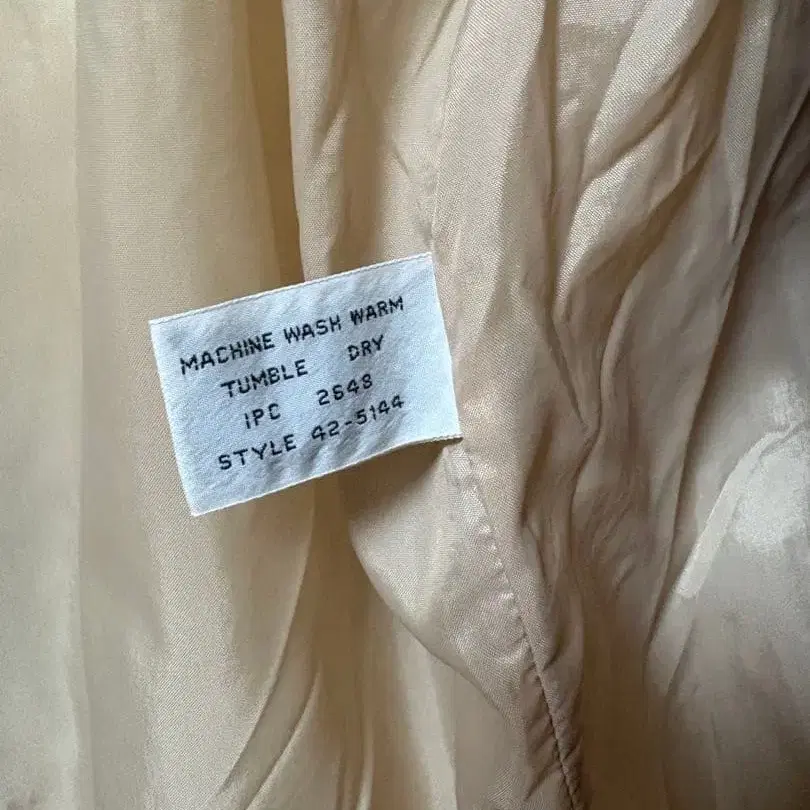 MACHINE WASH WARM
TUMBLE DRY
IPC 2648
STYLE 42-5144